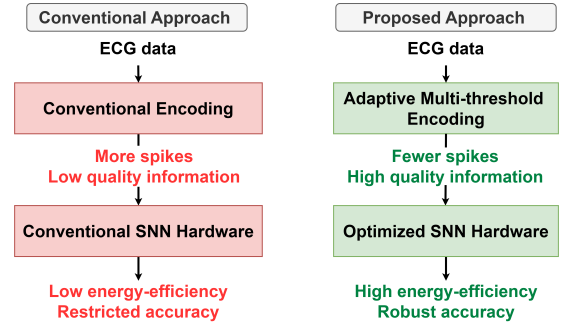 Conventional Approach
ECG data
Conventional Encoding
More spikes
Low quality information
Conventional SNN Hardware
Low energy-efficiency
Restricted accuracy
Proposed Approach
ECG data
Adaptive Multi-threshold
Encoding
Fewer spikes
High quality information
Optimized SNN Hardware
High energy-efficiency
Robust accuracy